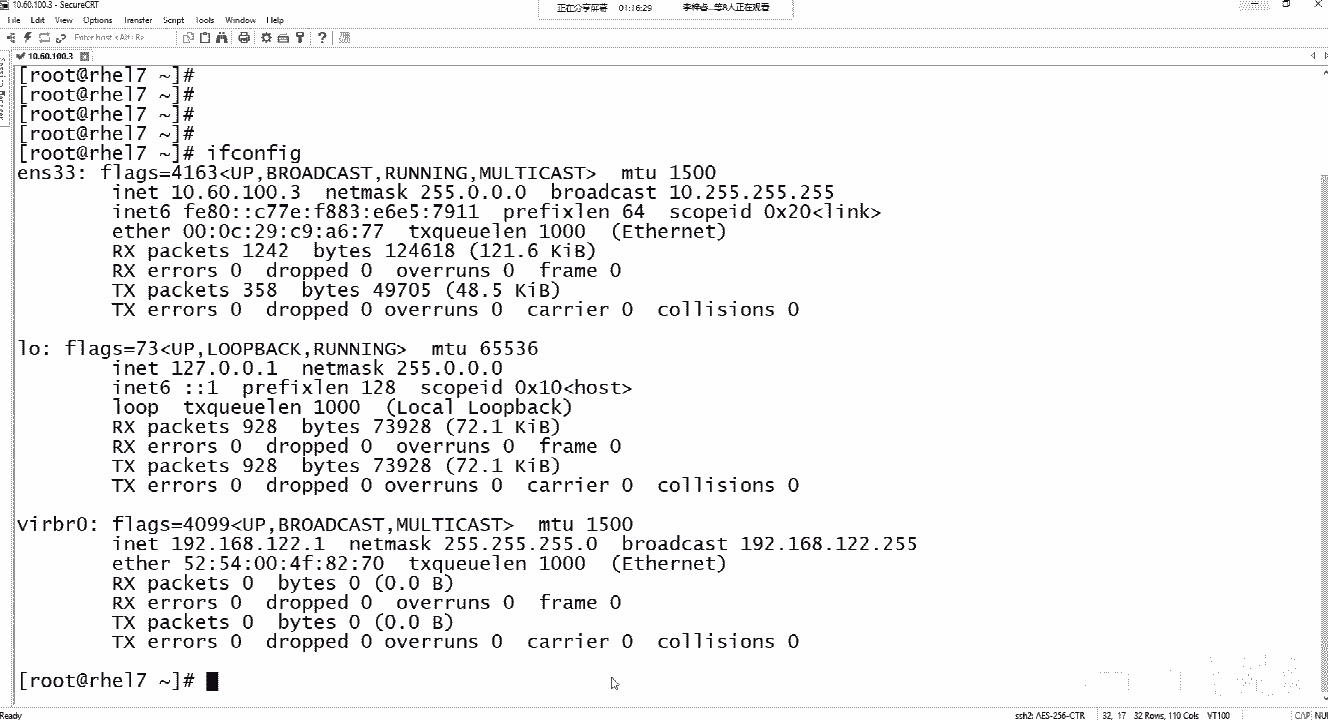 10.60.100.3 - SecureCRT
正在分享屏幕 01:16:29 李梓睿...等8人正在观看
File Edit View Options Transfer Script Tools Window Help
Enter host <Alt+R>
10.60.100.3
[root@rhel7 ~]#
[root@rhel7 ~]#
[root@rhel7 ~]#
[root@rhel7 ~]#
[root@rhel7 ~]# ifconfig
ens33: flags=4163<UP,BROADCAST,RUNNING,MULTICAST> mtu 1500
inet 10.60.100.3 netmask 255.0.0.0 broadcast 10.255.255.255
inet6 fe80::c77e:f883:e6e5:7911 prefixlen 64 scopeid 0x20<link>
ether 00:0c:29:c9:a6:77 txqueuelen 1000 (Ethernet)
RX packets 1242 bytes 124618 (121.6 KiB)
RX errors 0 dropped 0 overruns 0 frame 0
TX packets 358 bytes 49705 (48.5 KiB)
TX errors 0 dropped 0 overruns 0 carrier 0 collisions 0
lo: flags=73<UP,LOOPBACK,RUNNING> mtu 65536
inet 127.0.0.1 netmask 255.0.0.0
inet6 ::1 prefixlen 128 scopeid 0x10<host>
loop txqueuelen 1000 (Local Loopback)
RX packets 928 bytes 73928 (72.1 KiB)
RX errors 0 dropped 0 overruns 0 frame 0
TX packets 928 bytes 73928 (72.1 KiB)
TX errors 0 dropped 0 overruns 0 carrier 0 collisions 0
virbr0: flags=4099<UP,BROADCAST,MULTICAST> mtu 1500
inet 192.168.122.1 netmask 255.255.255.0 broadcast 192.168.122.255
ether 52:54:00:4f:82:70 txqueuelen 1000 (Ethernet)
RX packets 0 bytes 0 (0.0 B)
RX errors 0 dropped 0 overruns 0 frame 0
TX packets 0 bytes 0 (0.0 B)
TX errors 0 dropped 0 overruns 0 carrier 0 collisions 0
[root@rhel7 ~]#
Ready ssh2: AES-256-CTR 32, 17 32 Rows, 110 Cols VT100 CAP NUM